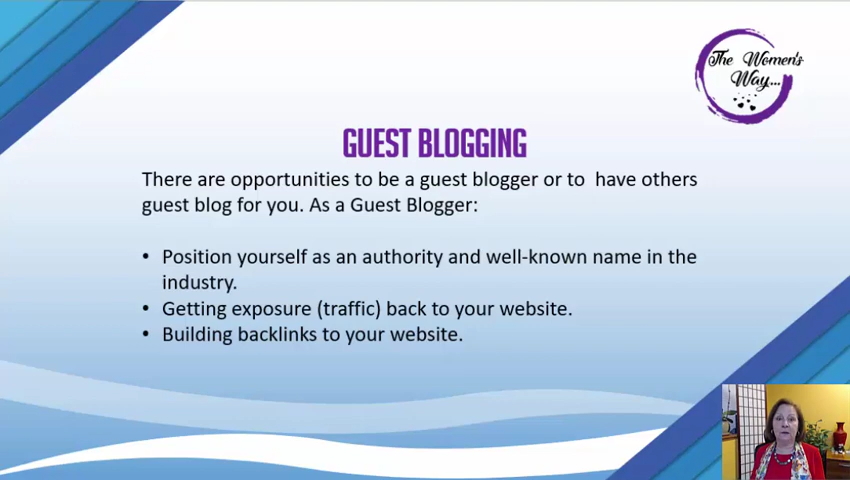 The Women's
Way...
GUEST BLOGGING
There are opportunities to be a guest blogger or to  have others
guest blog for you. As a Guest Blogger:
• Position yourself as an authority and well-known name in the
industry.
• Getting exposure (traffic) back to your website.
• Building backlinks to your website.